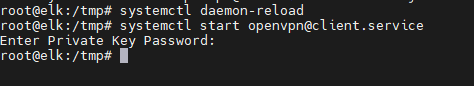 root@elk:/tmp# systemctl daemon-reload
root@elk:/tmp# systemctl start openvpn@client.service
Enter Private Key Password:
root@elk:/tmp#